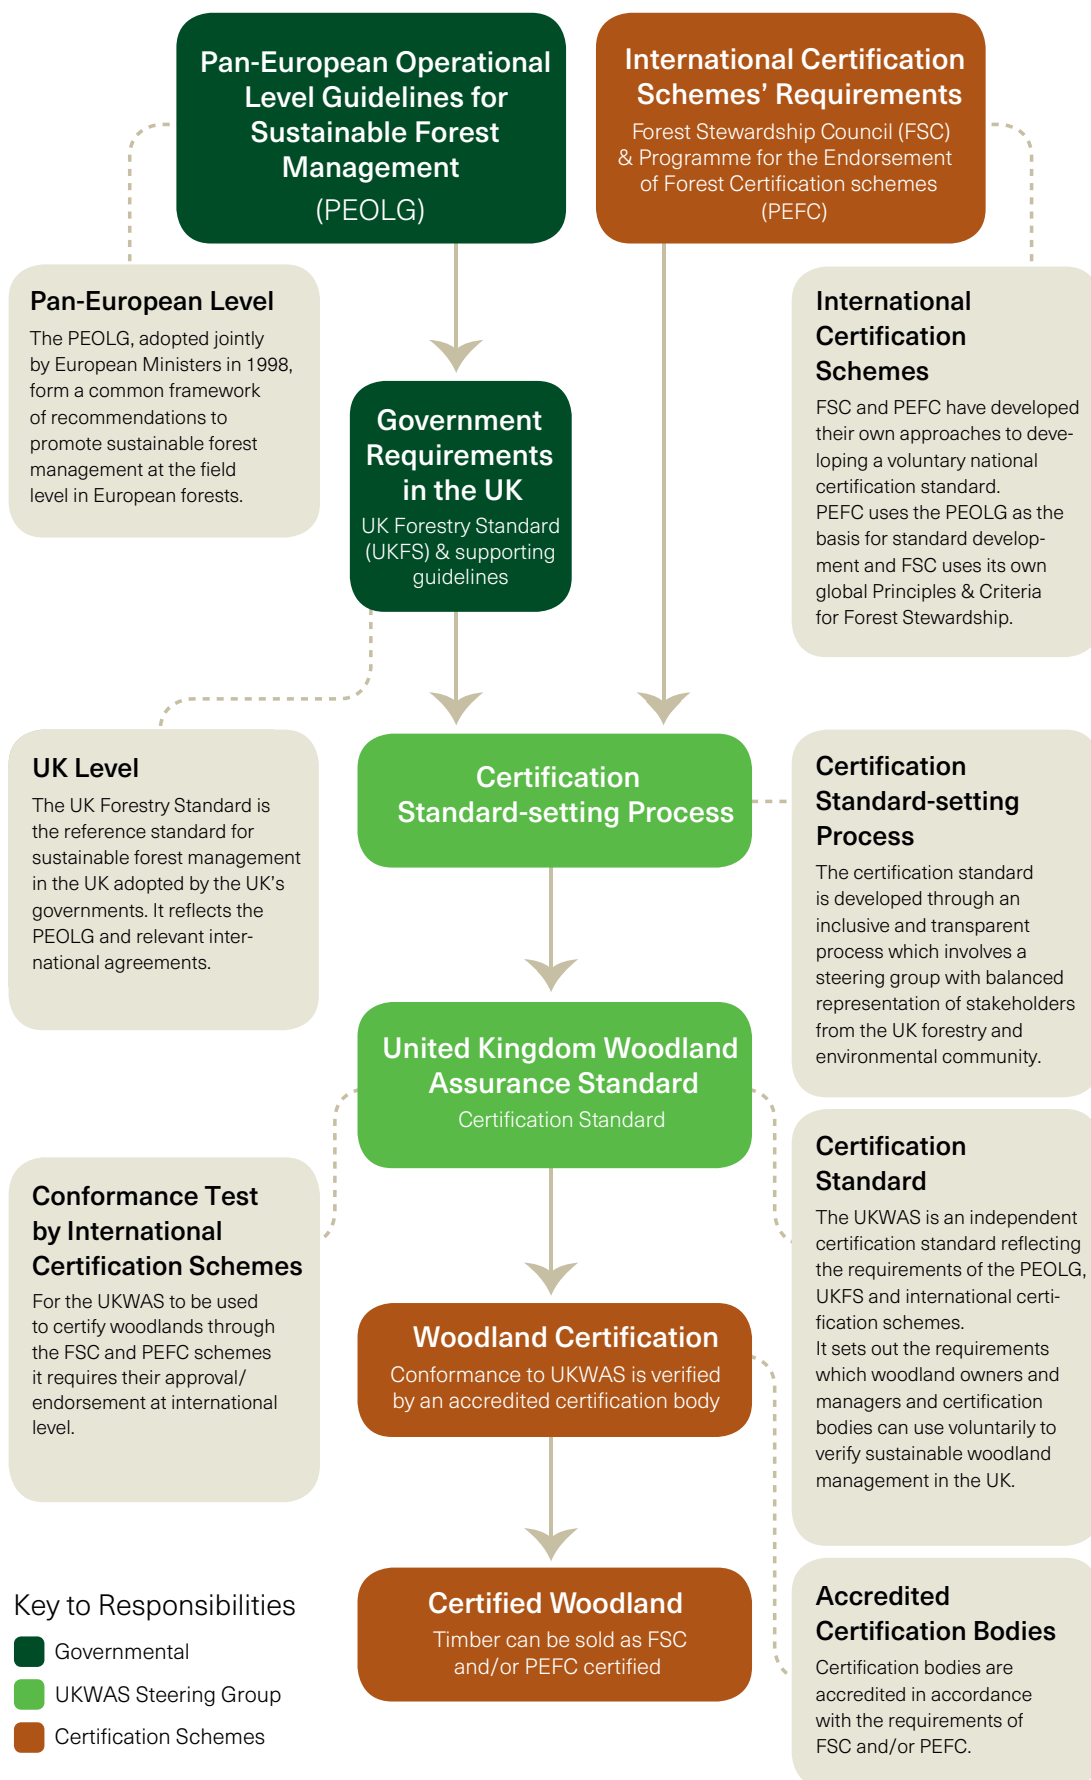 Pan-European Operational
Level Guidelines for
Sustainable Forest
Management
(PEOLG)
International Certification
Schemes’ Requirements
Forest Stewardship Council (FSC)
& Programme for the Endorsement
of Forest Certification schemes
(PEFC)
Pan-European Level
The PEOLG, adopted jointly
by European Ministers in 1998,
form a common framework
of recommendations to
promote sustainable forest
management at the field
level in European forests.
International
Certification
Schemes
FSC and PEFC have developed
their own approaches to deve-
loping a voluntary national
certification standard.
PEFC uses the PEOLG as the
basis for standard develop-
ment and FSC uses its own
global Principles & Criteria
for Forest Stewardship.
Government
Requirements
in the UK
UK Forestry Standard
(UKFS) & supporting
guidelines
UK Level
The UK Forestry Standard is
the reference standard for
sustainable forest management
in the UK adopted by the UK’s
governments. It reflects the
PEOLG and relevant inter-
national agreements.
Certification
Standard-setting Process
Certification
Standard-setting
Process
The certification standard
is developed through an
inclusive and transparent
process which involves a
steering group with balanced
representation of stakeholders
from the UK forestry and
environmental community.
United Kingdom Woodland
Assurance Standard
Certification Standard
Conformance Test
by International
Certification Schemes
For the UKWAS to be used
to certify woodlands through
the FSC and PEFC schemes
it requires their approval/
endorsement at international
level.
Certification
Standard
The UKWAS is an independent
certification standard reflecting
the requirements of the PEOLG,
UKFS and international certi-
fication schemes.
It sets out the requirements
which woodland owners and
managers and certification
bodies can use voluntarily to
verify sustainable woodland
management in the UK.
Woodland Certification
Conformance to UKWAS is verified
by an accredited certification body
Certified Woodland
Timber can be sold as FSC
and/or PEFC certified
Accredited
Certification Bodies
Certification bodies are
accredited in accordance
with the requirements of
FSC and/or PEFC.
Key to Responsibilities
Governmental
UKWAS Steering Group
Certification Schemes